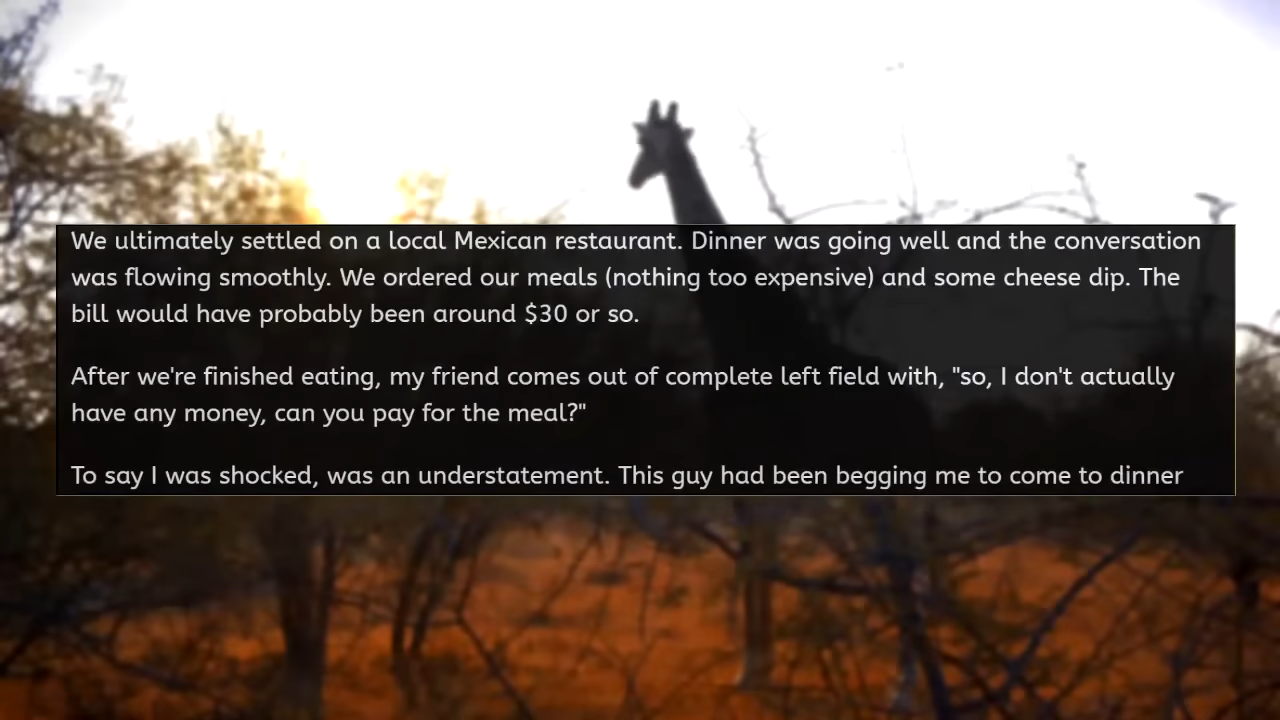 We ultimately settled on a local Mexican restaurant. Dinner was going well and the conversation
was flowing smoothly. We ordered our meals (nothing too expensive) and some cheese dip. The
bill would have probably been around $30 or so.
After we're finished eating, my friend comes out of complete left field with, "so, I don't actually
have any money, can you pay for the meal?"
To say I was shocked, was an understatement. This guy had been begging me to come to dinner